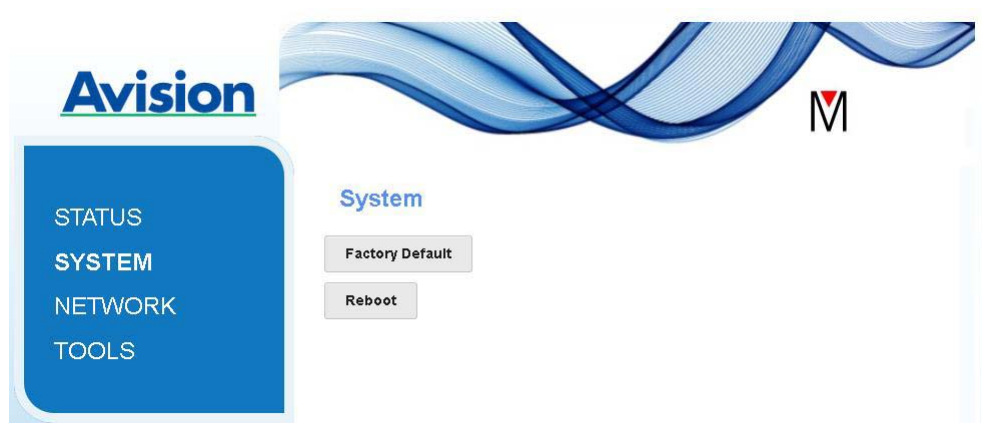 Avision
STATUS
SYSTEM
NETWORK
TOOLS
System
Factory Default
Reboot